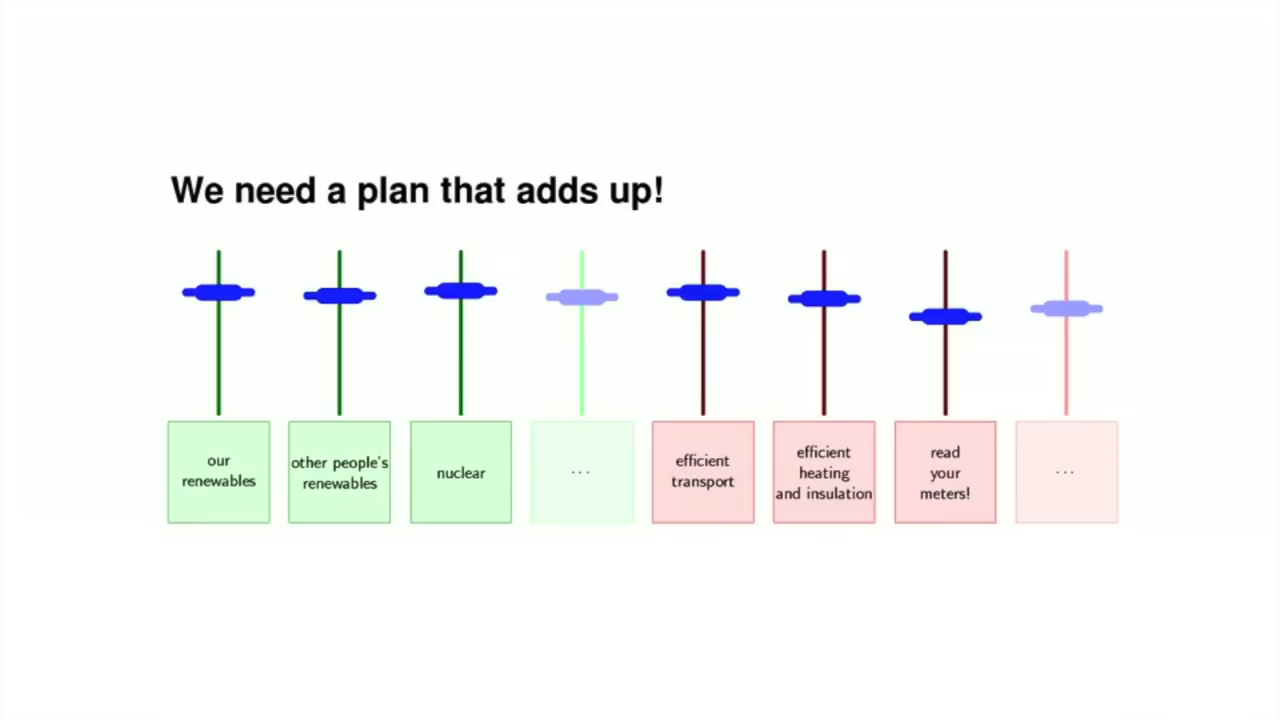 We need a plan that adds up!
our
renewables
other people's
renewables
nuclear
...
efficient
transport
efficient
heating
and insulation
read
your
meters!
...